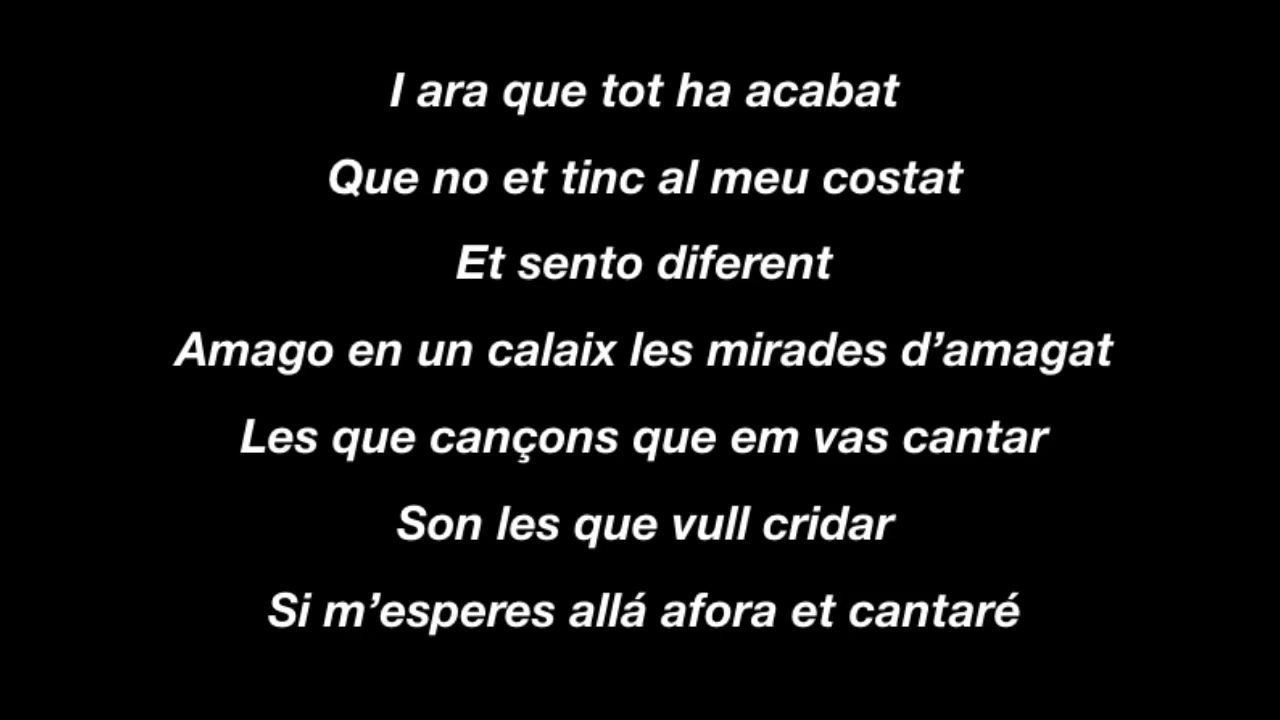 I ara que tot ha acabat
Que no et tinc al meu costat
Et sento diferent
Amago en un calaix les mirades d’amagat
Les que cançons que em vas cantar
Son les que vull cridar
Si m’esperes allá afora et cantaré